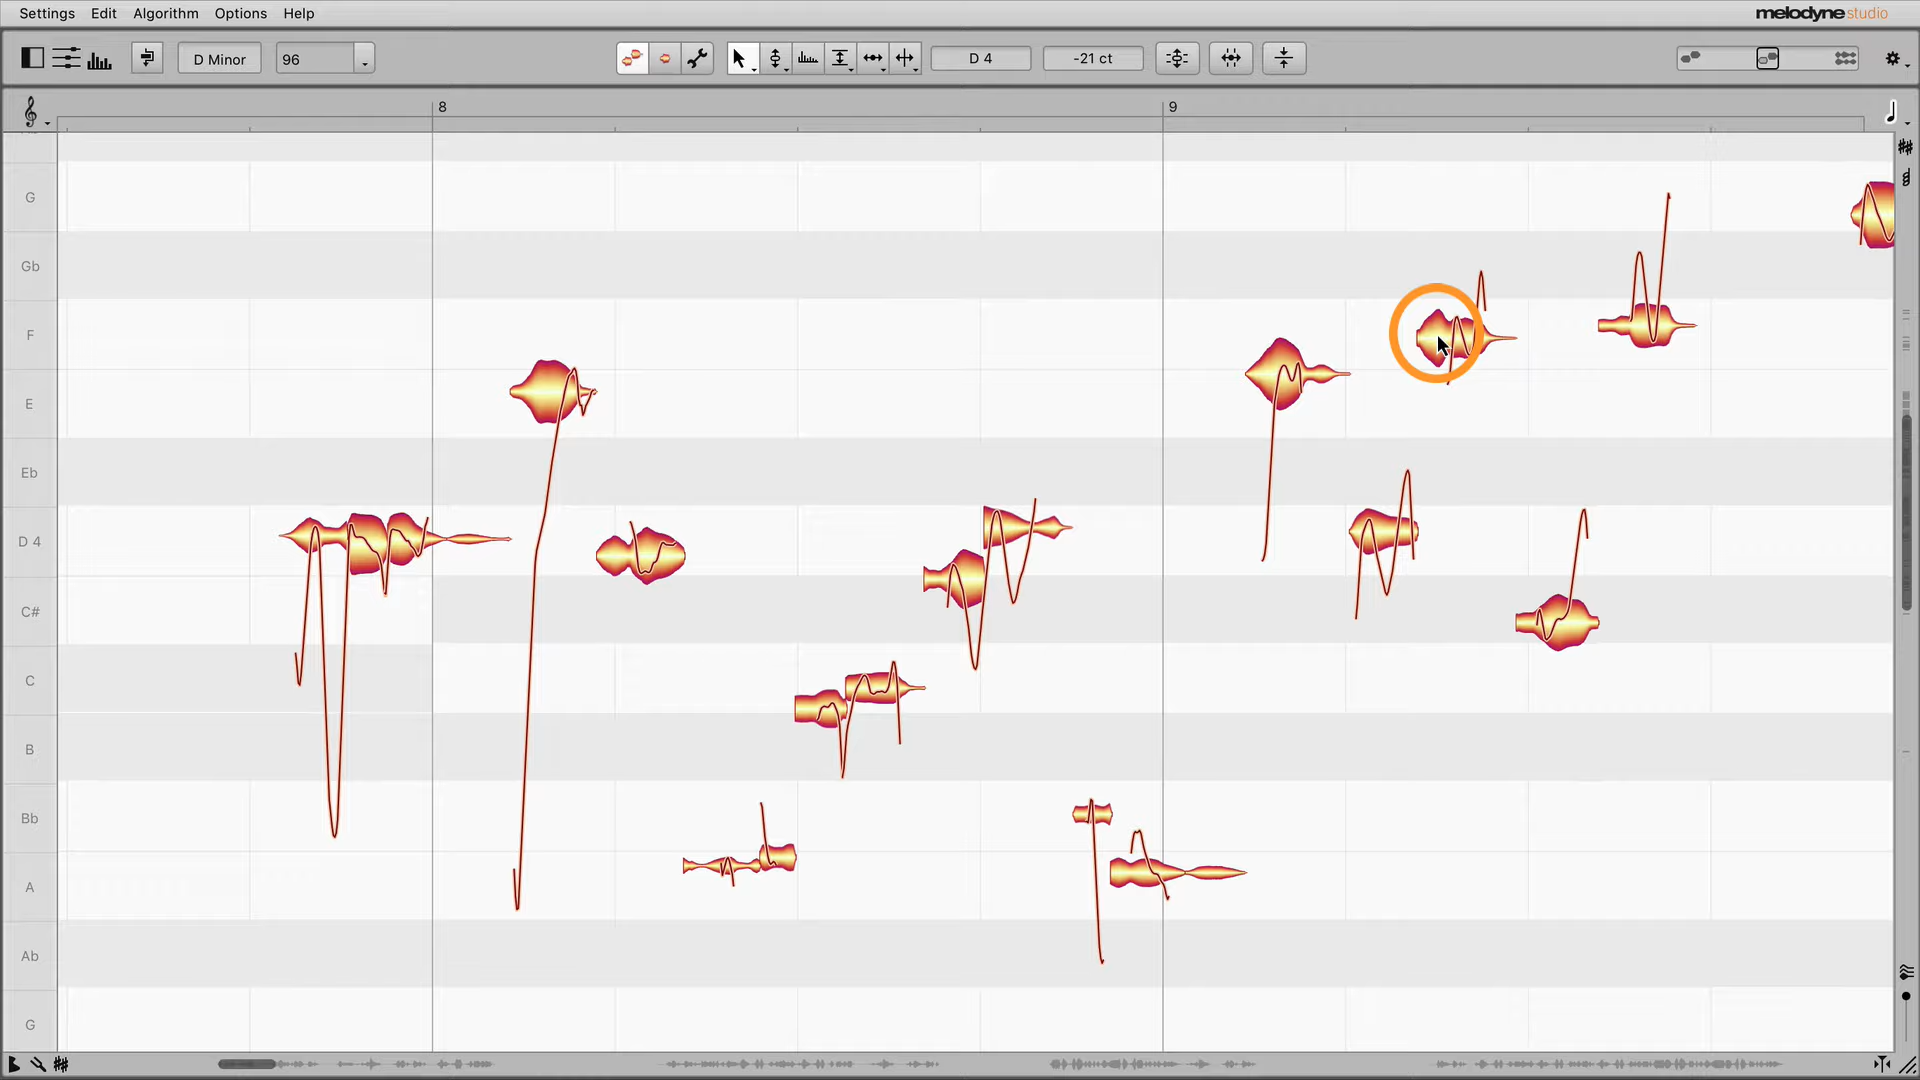 Settings Edit Algorithm Options Help melodyne studio
D Minor 96 D 4 -21 ct
8 9
G
Gb
F
E
Eb
D 4
C#
C
B
Bb
A
Ab
G